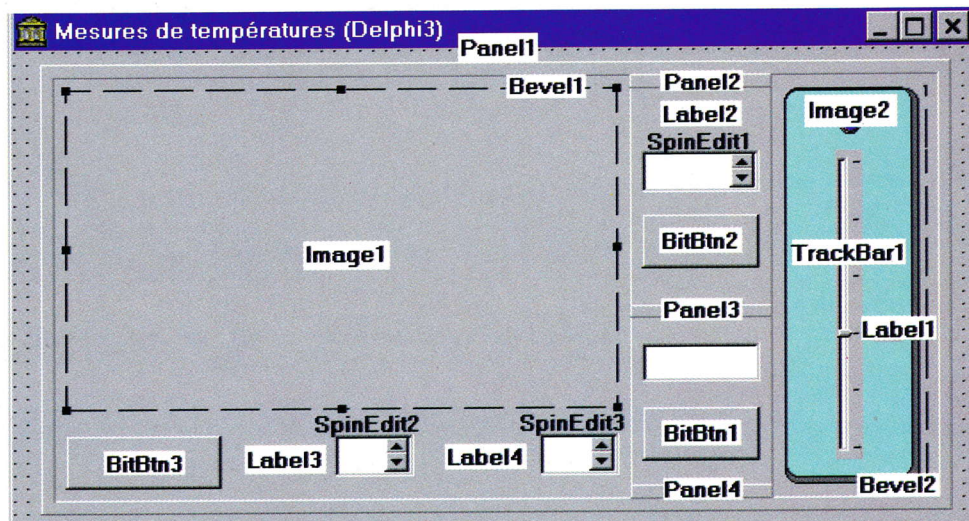 Mesures de températures (Delphi3)
Panel1
Bevel1
Panel2
Image2
Label2
SpinEdit1
BitBtn2
Image1
TrackBar1
Panel3
Label1
SpinEdit2
SpinEdit3
BitBtn3
Label3
Label4
BitBtn1
Panel4
Bevel2